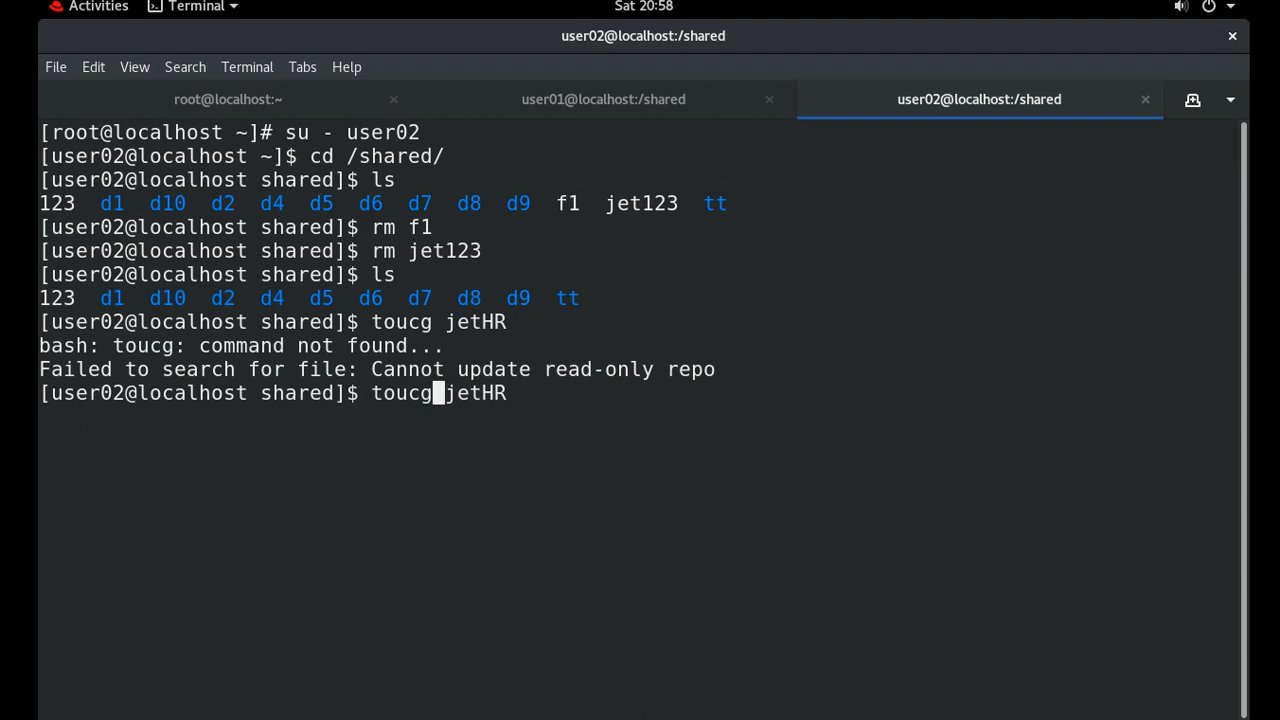 Activities Terminal Sat 20:58
user02@localhost:/shared ×
File Edit View Search Terminal Tabs Help
root@localhost:~ × user01@localhost:/shared × user02@localhost:/shared ×
[root@localhost ~]# su - user02
[user02@localhost ~]$ cd /shared/
[user02@localhost shared]$ ls
123 d1 d10 d2 d4 d5 d6 d7 d8 d9 f1 jet123 tt
[user02@localhost shared]$ rm f1
[user02@localhost shared]$ rm jet123
[user02@localhost shared]$ ls
123 d1 d10 d2 d4 d5 d6 d7 d8 d9 tt
[user02@localhost shared]$ toucg jetHR
bash: toucg: command not found...
Failed to search for file: Cannot update read-only repo
[user02@localhost shared]$ toucg jetHR